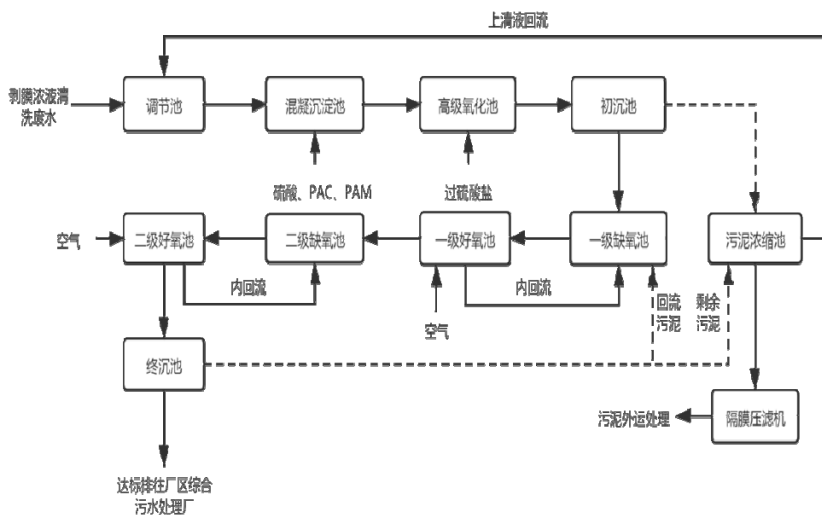 上清液回流
剥膜浓液清
洗废水
调节池
混凝沉淀池
高级氧化池
初沉池
硫酸、PAC、PAM
过硫酸盐
空气
二级好氧池
二级缺氧池
一级好氧池
一级缺氧池
污泥浓缩池
内回流
内回流
回流
污泥
剩余
污泥
空气
终沉池
污泥外运处理
隔膜压滤机
达标排往厂区综合
污水处理厂